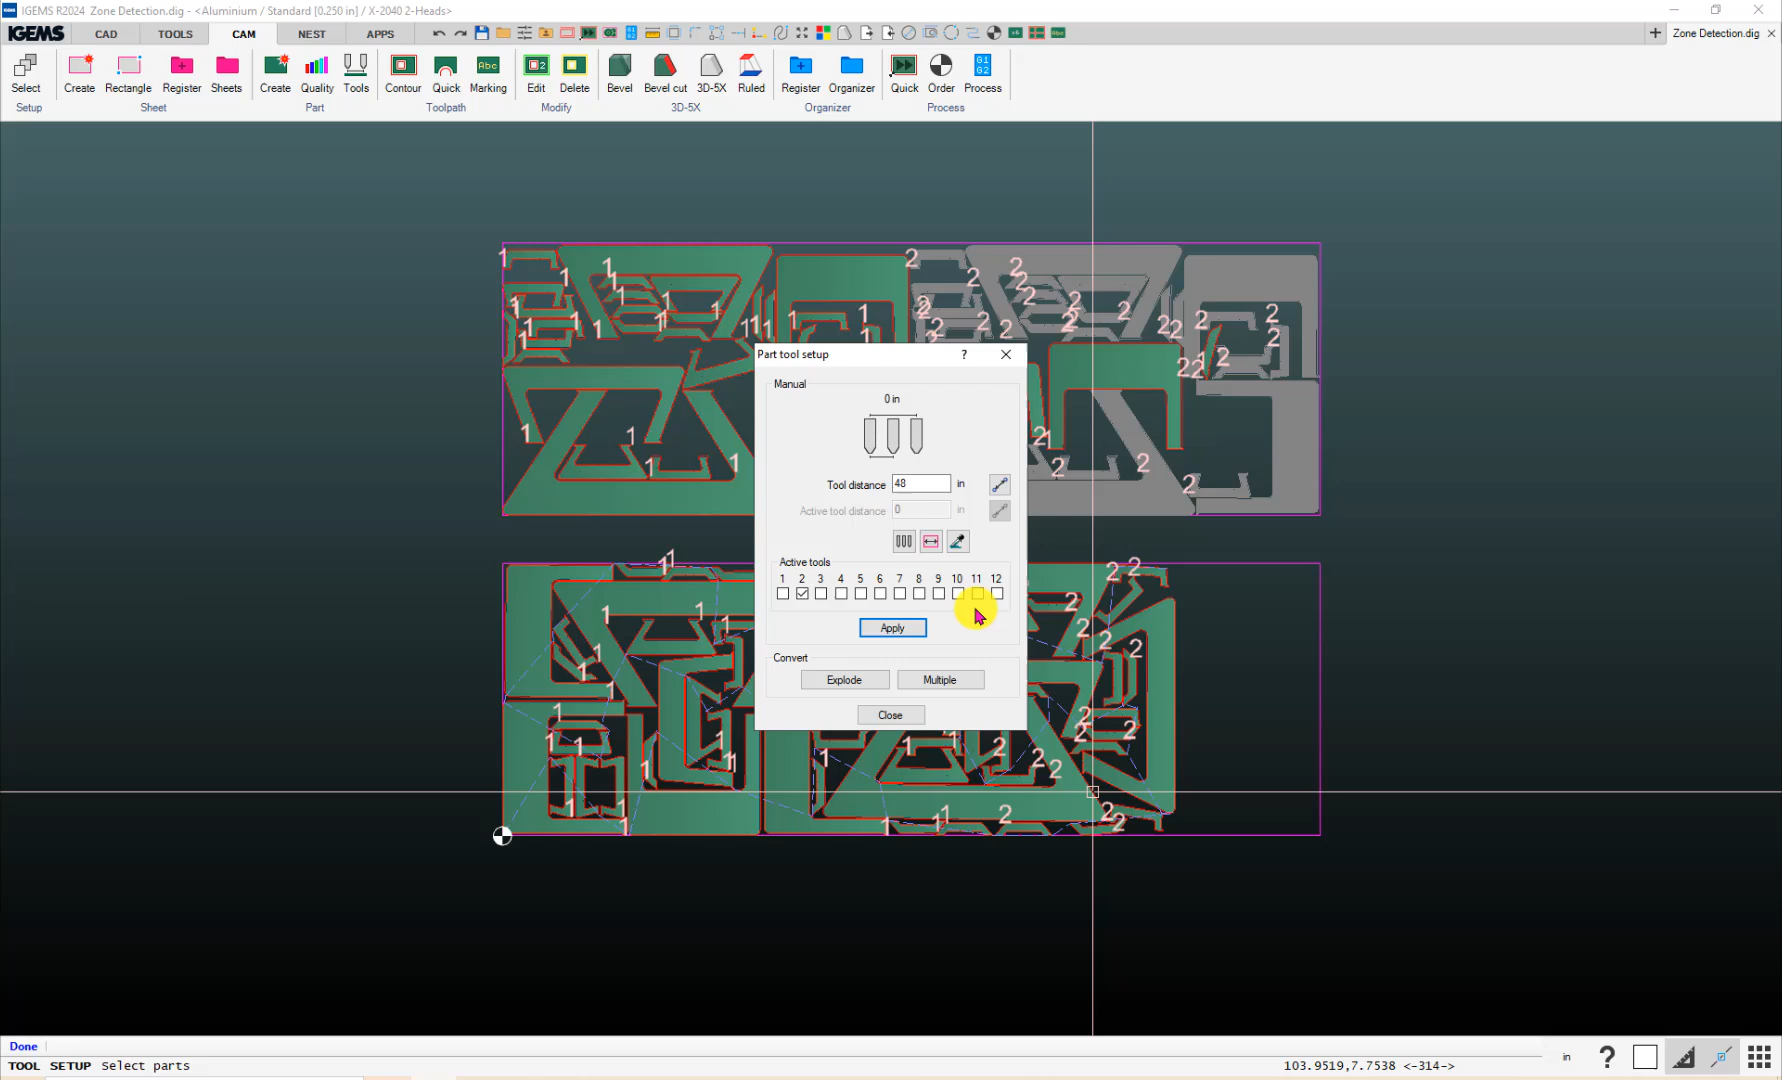 IGEMS R2024 Zone Detection.dig - <Aluminium / Standard [0.250 in] / X-2040 2-Heads>
IGEMS CAD TOOLS CAM NEST APPS Zone Detection.dig
Select Create Rectangle Register Sheets Create Quality Tools Contour Quick Marking Edit Delete Bevel Bevel cut 3D-5X Ruled Register Organizer Quick Order Process
Setup Sheet Part Toolpath Modify 3D-5X Organizer Process
Part tool setup
Manual
0 in
Tool distance 48 in
Active tool distance 0 in
Active tools
1 2 3 4 5 6 7 8 9 10 11 12
Apply
Convert
Explode Multiple
Close
Done
TOOL SETUP Select parts 103.9519,7.7538 <-314-> in